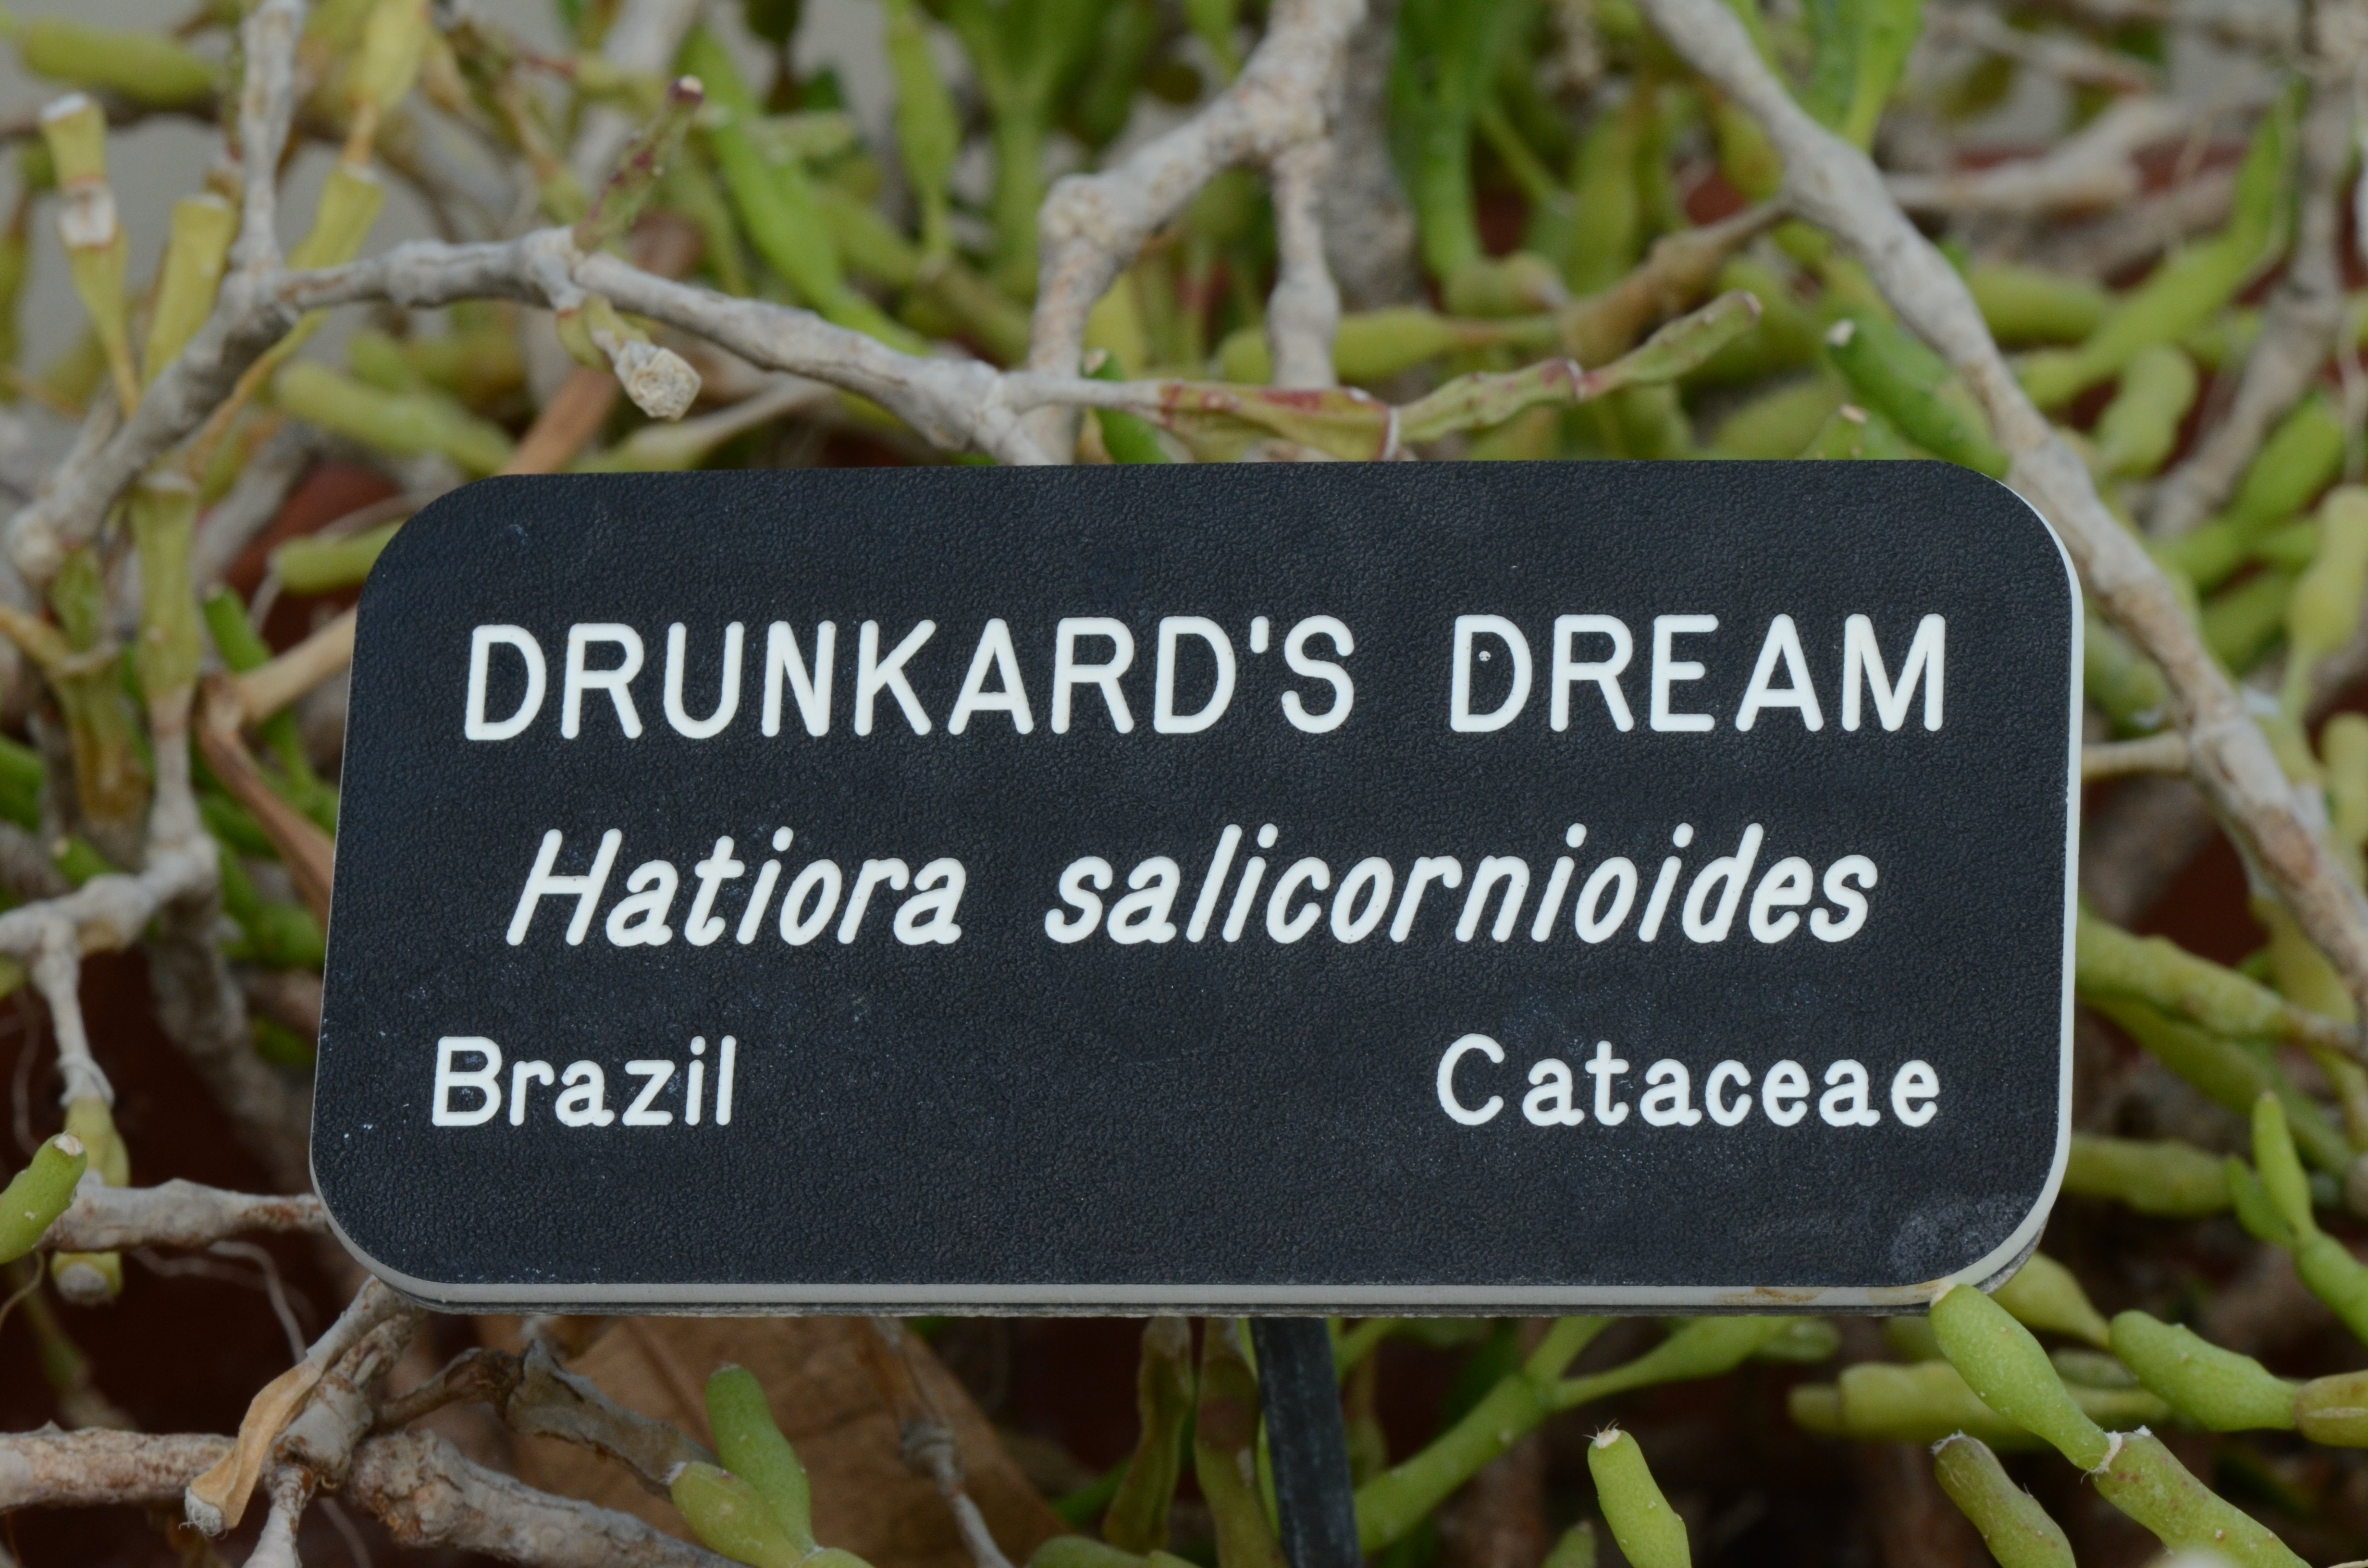 DRUNKARD'S DREAM
Hatiora salicornioides
Brazil Cataceae